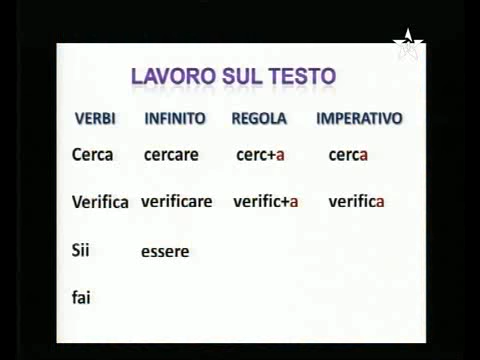 LAVORO SUL TESTO
VERBI INFINITO REGOLA IMPERATIVO
Cerca cercare cerc+a cerca
Verifica verificare verific+a verifica
Sii essere
fai